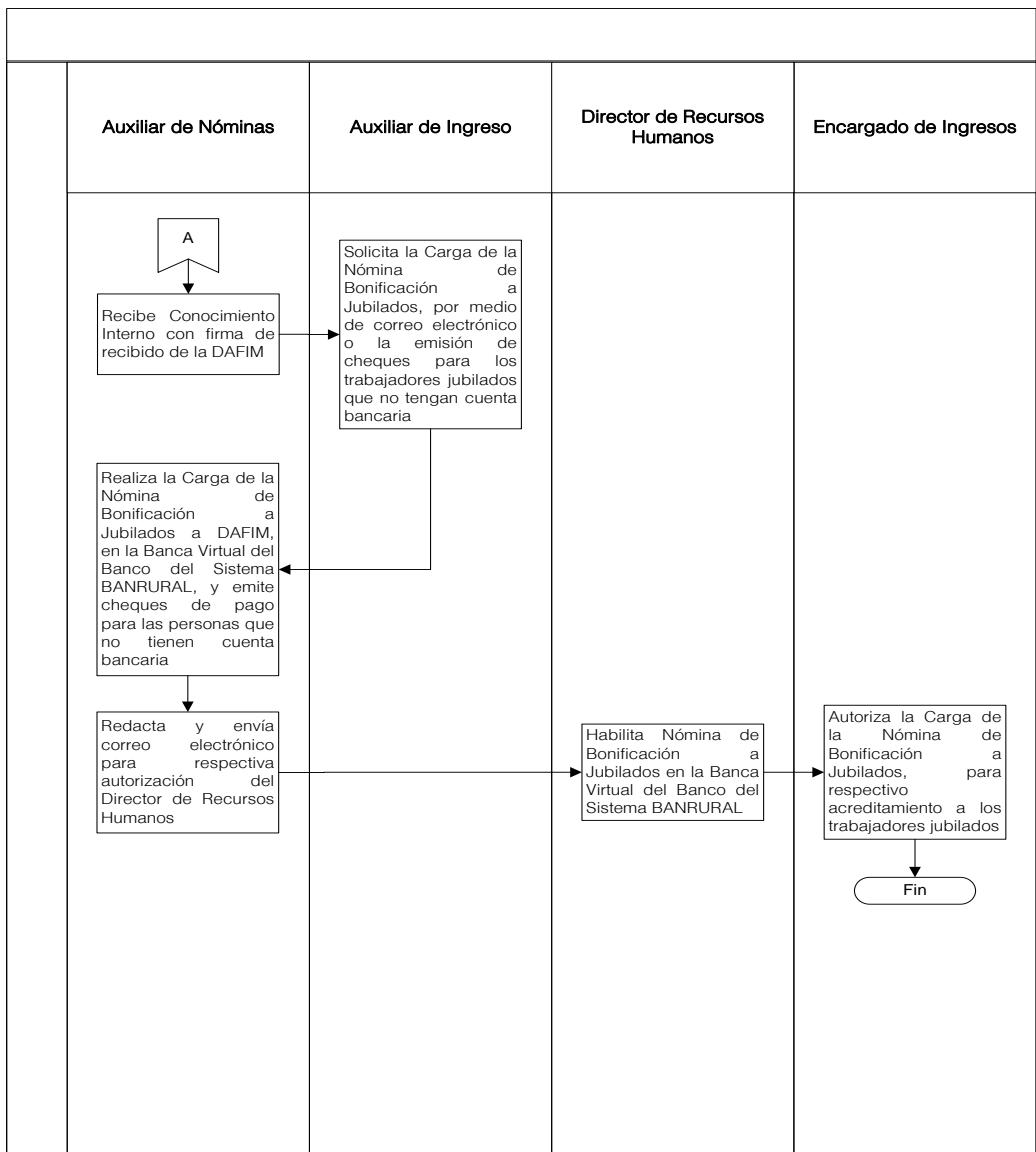 Auxiliar de Nóminas
Auxiliar de Ingreso
Director de Recursos
Humanos
Encargado de Ingresos
A
Recibe Conocimiento
Interno con firma de
recibido de la DAFIM
Solicita la Carga de la
Nómina de
Bonificación a
Jubilados, por medio
de correo electrónico
o la emisión de
cheques para los
trabajadores jubilados
que no tengan cuenta
bancaria
Realiza la Carga de la
Nómina de
Bonificación a
Jubilados a DAFIM,
en la Banca Virtual del
Banco del Sistema
BANRURAL, y emite
cheques de pago
para las personas que
no tienen cuenta
bancaria
Redacta y envía
correo electrónico
para respectiva
autorización del
Director de Recursos
Humanos
Habilita Nómina de
Bonificación a
Jubilados en la Banca
Virtual del Banco del
Sistema BANRURAL
Autoriza la Carga de
la Nómina de
Bonificación a
Jubilados, para
respectivo
acreditamiento a los
trabajadores jubilados
Fin